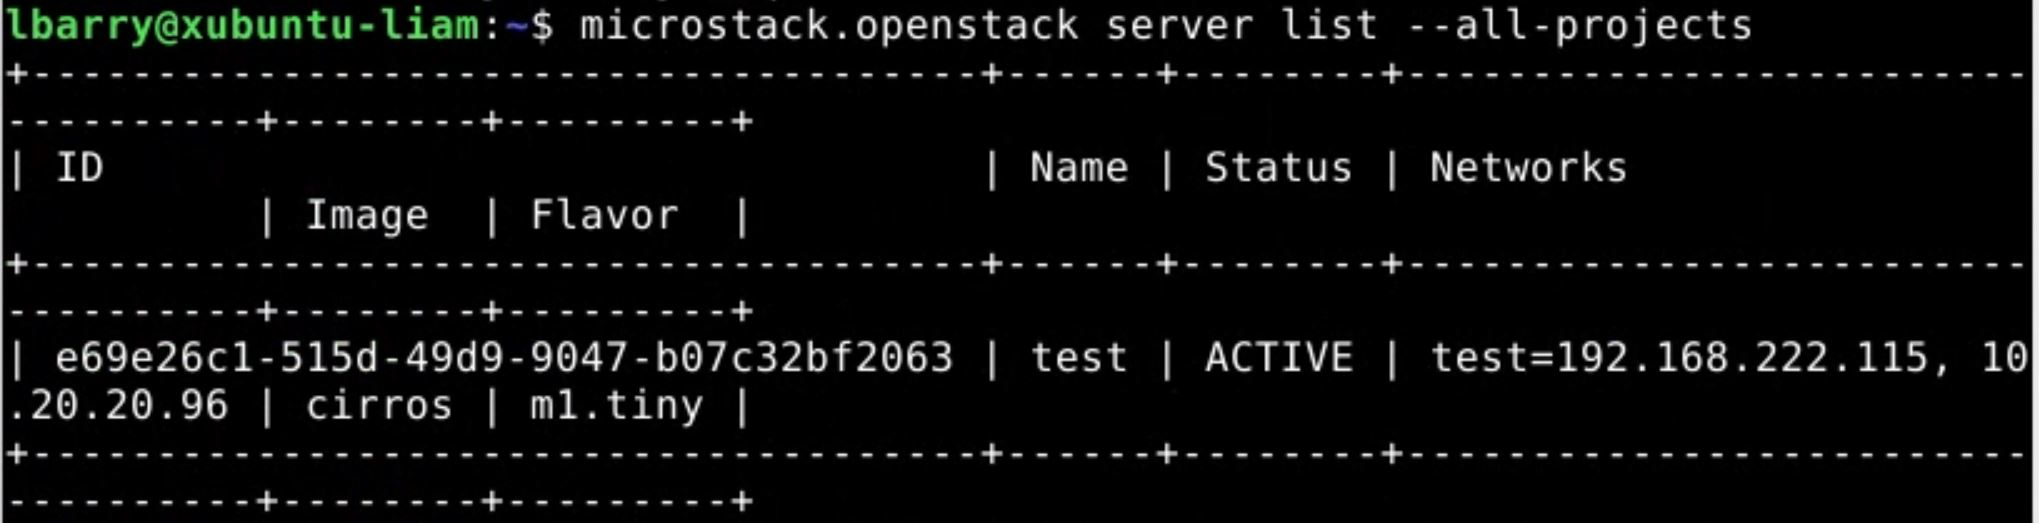 lbarry@xubuntu-liam:~$ microstack.openstack server list --all-projects
+--------------------------------------+------+--------+-------------------------
----------+--------+---------+
| ID                                   | Name | Status | Networks
          | Image  | Flavor  |
+--------------------------------------+------+--------+-------------------------
----------+--------+---------+
| e69e26c1-515d-49d9-9047-b07c32bf2063 | test | ACTIVE | test=192.168.222.115, 10
.20.20.96 | cirros | m1.tiny |
+--------------------------------------+------+--------+-------------------------
----------+--------+---------+